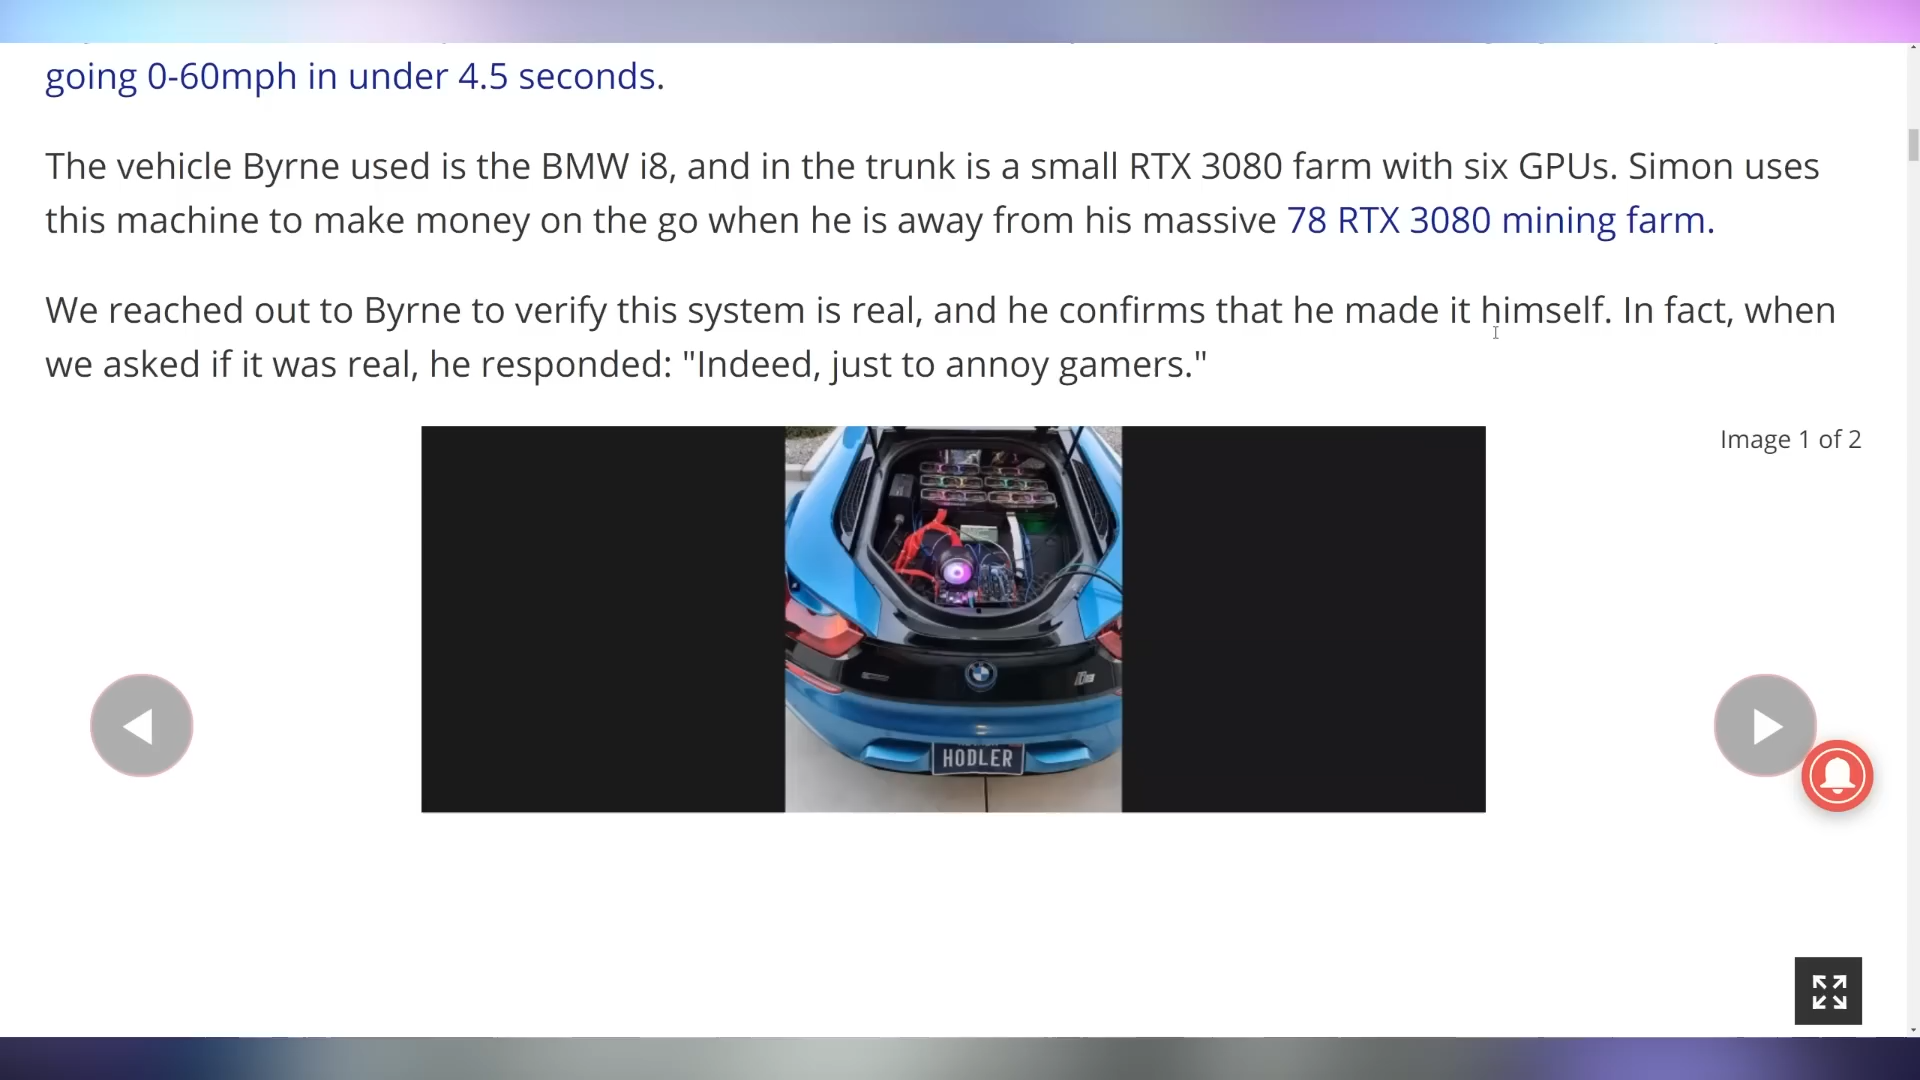 going 0-60mph in under 4.5 seconds.
The vehicle Byrne used is the BMW i8, and in the trunk is a small RTX 3080 farm with six GPUs. Simon uses
this machine to make money on the go when he is away from his massive 78 RTX 3080 mining farm.
We reached out to Byrne to verify this system is real, and he confirms that he made it himself. In fact, when
we asked if it was real, he responded: "Indeed, just to annoy gamers."
Image 1 of 2
HODLER